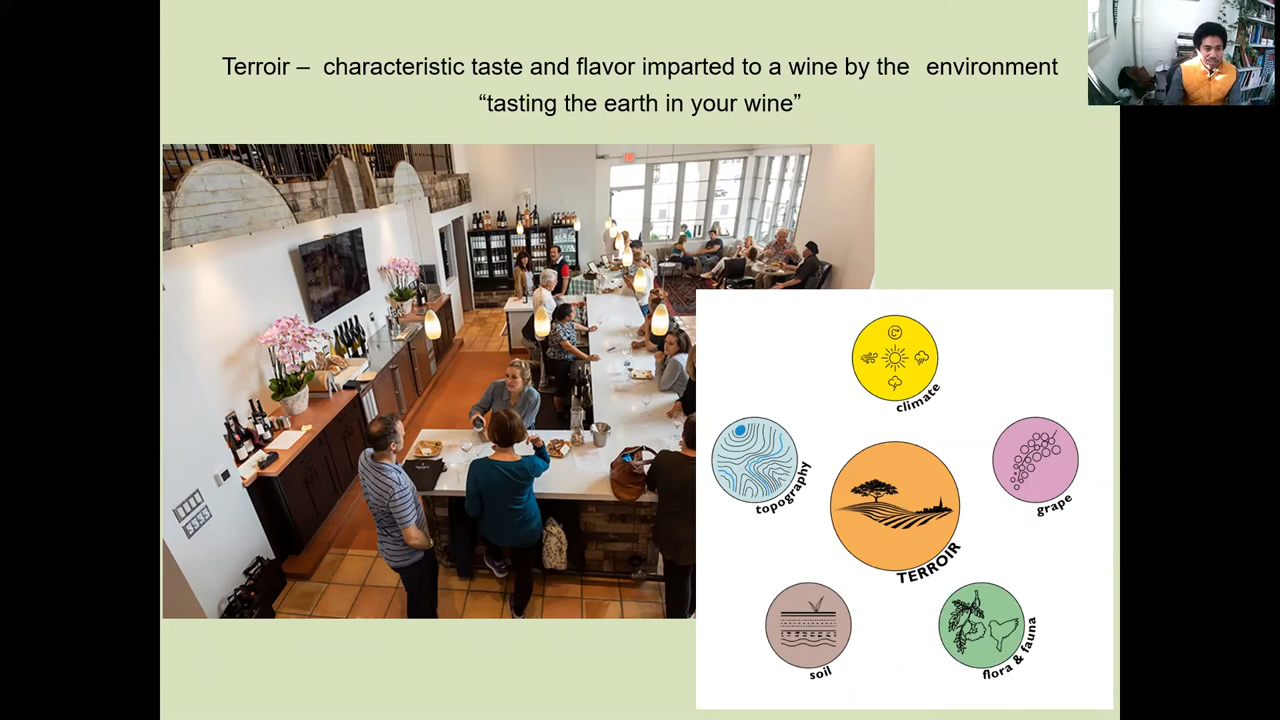 Terroir – characteristic taste and flavor imparted to a wine by the environment
“tasting the earth in your wine”
climate
topography
grape
TERROIR
soil
flora & fauna